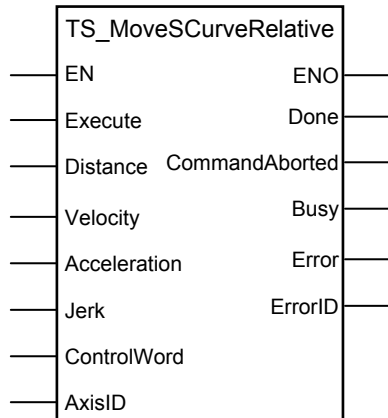 TS_MoveSCurveRelative
EN ENO
Execute Done
Distance CommandAborted
Velocity Busy
Acceleration Error
Jerk ErrorID
ControlWord
AxisID